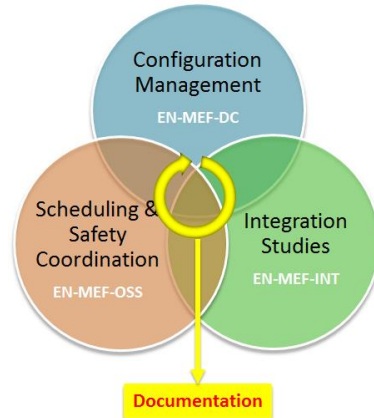 Configuration
Management
EN-MEF-DC
Scheduling &
Safety
Coordination
EN-MEF-OSS
Integration
Studies
EN-MEF-INT
Documentation